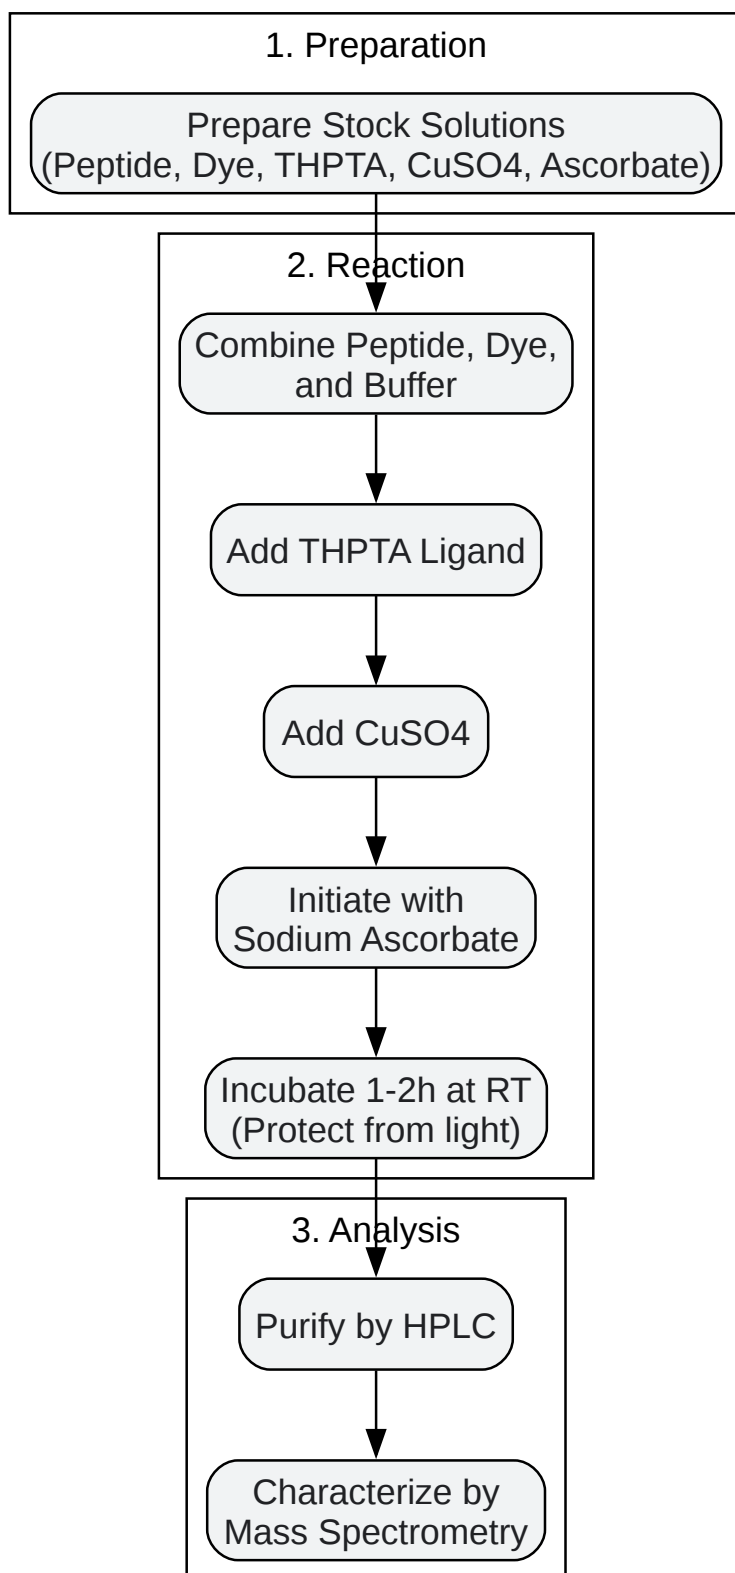 1. Preparation
Prepare Stock Solutions
(Peptide, Dye, THPTA, CuSO4, Ascorbate)
2. Reaction
Combine Peptide, Dye,
and Buffer
Add THPTA Ligand
Add CuSO4
Initiate with
Sodium Ascorbate
Incubate 1-2h at RT
(Protect from light)
3. Analysis
Purify by HPLC
Characterize by
Mass Spectrometry